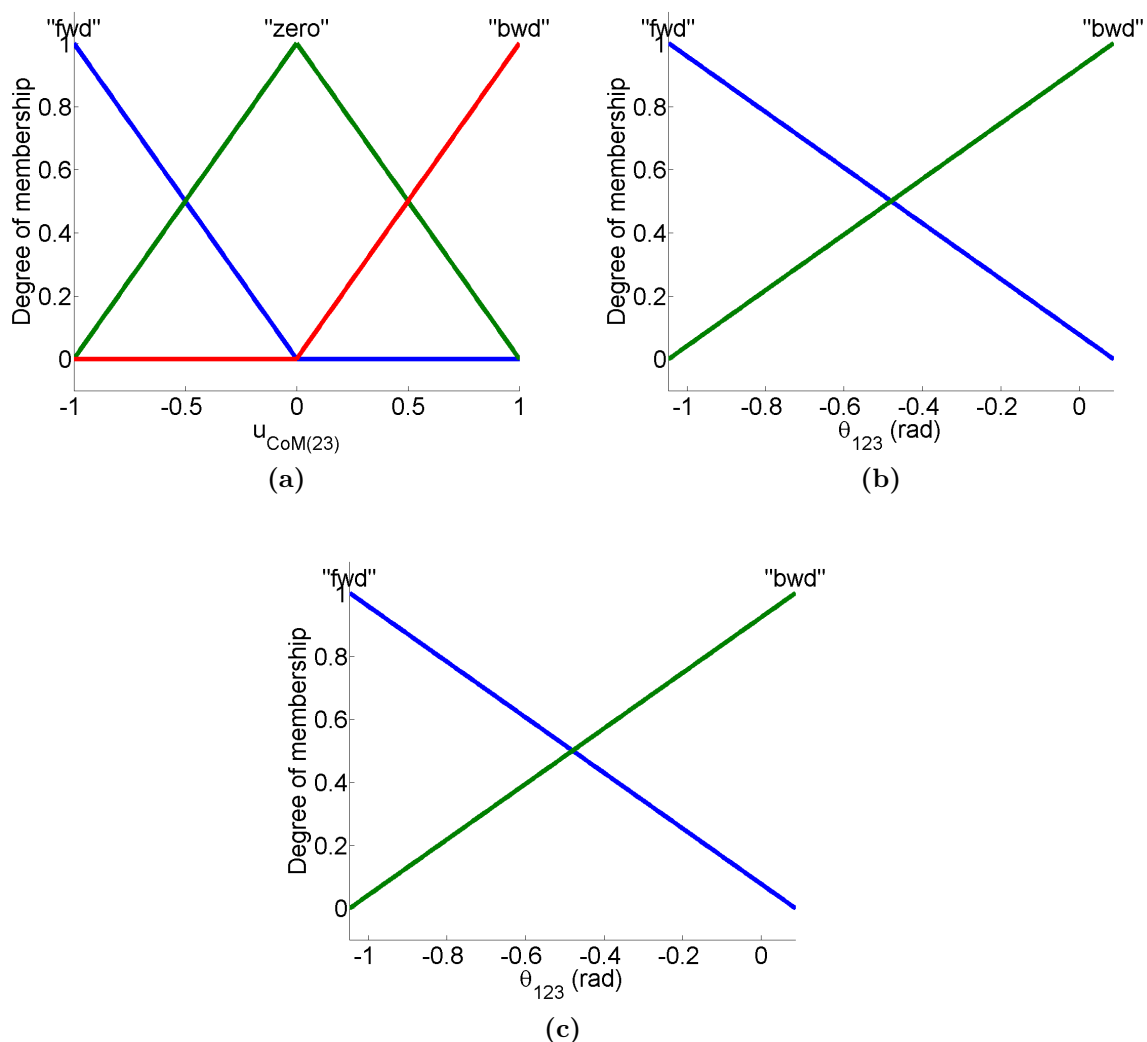 "fwd" "zero" "bwd"
1
0.8
0.6
0.4
0.2
0
Degree of membership
-1 -0.5 0 0.5 1
u_CoM(23)
(a)
"fwd" "bwd"
1
0.8
0.6
0.4
0.2
0
Degree of membership
-1 -0.8 -0.6 -0.4 -0.2 0
θ_123 (rad)
(b)
"fwd" "bwd"
1
0.8
0.6
0.4
0.2
0
Degree of membership
-1 -0.8 -0.6 -0.4 -0.2 0
θ_123 (rad)
(c)